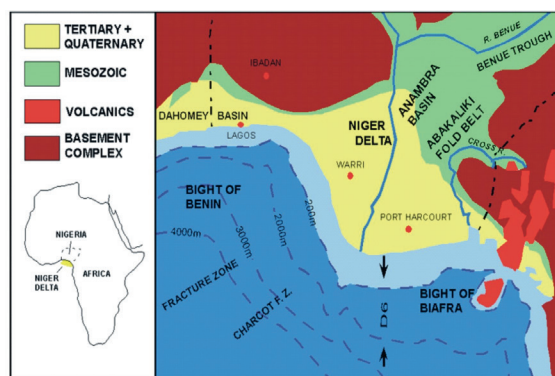 TERTIARY +
QUATERNARY
MESOZOIC
VOLCANICS
BASEMENT
COMPLEX
NIGERIA
NIGER
DELTA
AFRICA
IBADAN
R. BENUE
BENUE TROUGH
ANAMBRA
BASIN
ABAKALIKI
FOLD BELT
CROSS R.
DAHOMEY BASIN
LAGOS
NIGER
DELTA
WARRI
PORT HARCOURT
BIGHT OF
BENIN
200m
2000m
3000m
4000m
FRACTURE ZONE
CHARCOT F. Z.
D6
BIGHT OF
BIAFRA